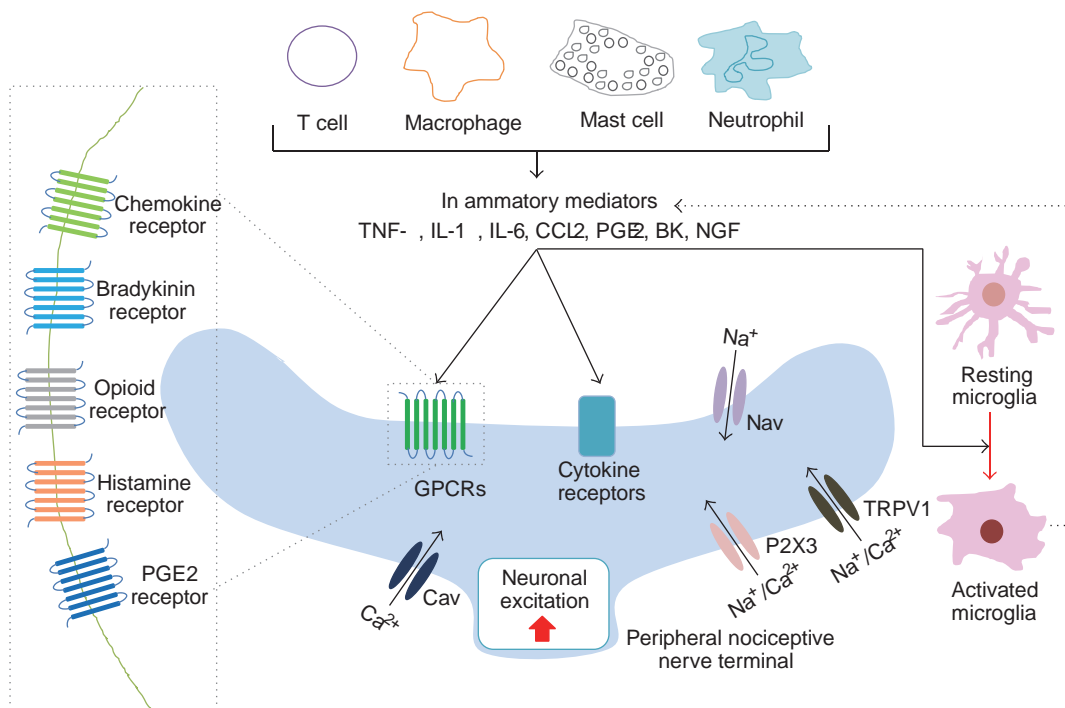 T cell
Macrophage
Mast cell
Neutrophil
In ammatory mediators
TNF- , IL-1 , IL-6, CCL2, PGE2, BK, NGF
Chemokine
receptor
Bradykinin
receptor
Opioid
receptor
Histamine
receptor
PGE2
receptor
GPCRs
Cytokine
receptors
Na⁺
Nav
TRPV1
Na⁺/Ca²⁺
P2X3
Na⁺/Ca²⁺
Cav
Ca²⁺
Neuronal
excitation
Peripheral nociceptive
nerve terminal
Resting
microglia
Activated
microglia